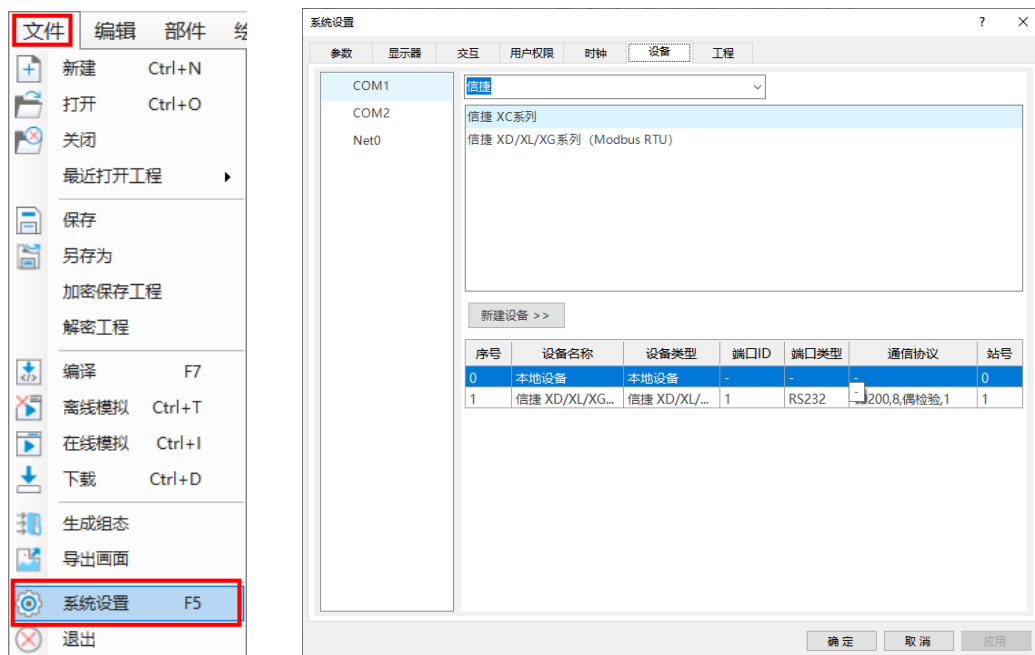 文件 编辑 部件
新建 Ctrl+N
打开 Ctrl+O
关闭
最近打开工程
保存
另存为
加密保存工程
解密工程
编译 F7
离线模拟 Ctrl+T
在线模拟 Ctrl+I
下载 Ctrl+D
生成组态
导出画面
系统设置 F5
退出
系统设置 ? ×
参数 显示器 交互 用户权限 时钟 设备 工程
COM1
COM2
Net0
信捷
信捷 XC系列
信捷 XD/XL/XG系列（Modbus RTU）
新建设备 >>
序号 设备名称 设备类型 端口ID 端口类型 通信协议 站号
0 本地设备 本地设备 - - - 0
1 信捷 XD/XL/XG... 信捷 XD/XL/... 1 RS232 200,8,偶检验,1 1
-
确定 取消 应用